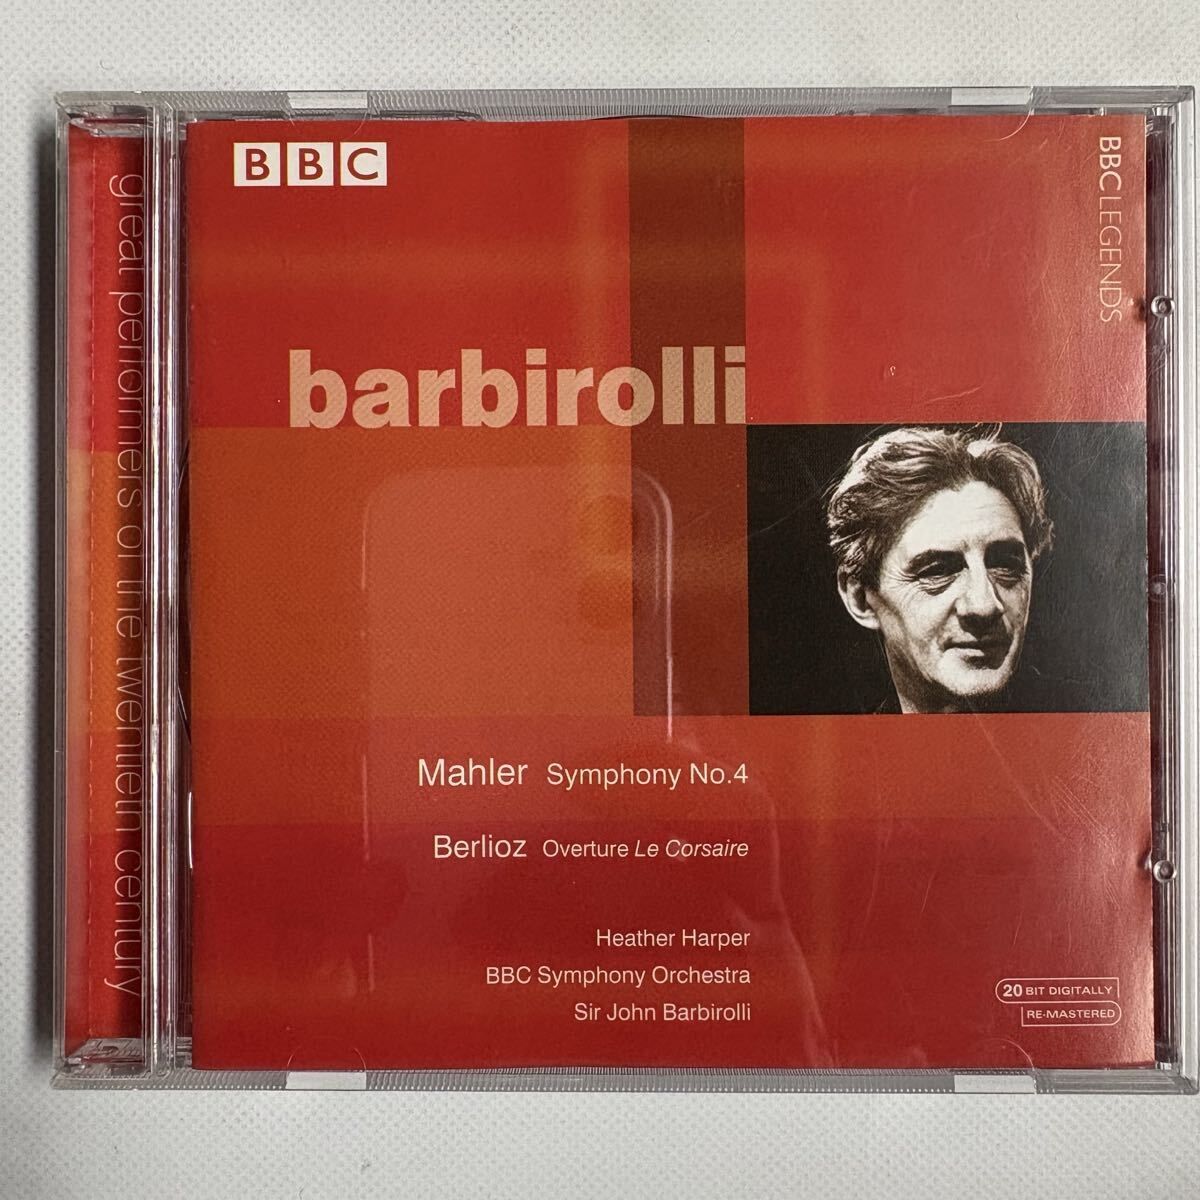 BBC
BBC LEGENDS
great performers of the twentieth century
barbirolli
Mahler Symphony No.4
Berlioz Overture Le Corsaire
Heather Harper
BBC Symphony Orchestra
Sir John Barbirolli
20 BIT DIGITALLY
RE-MASTERED